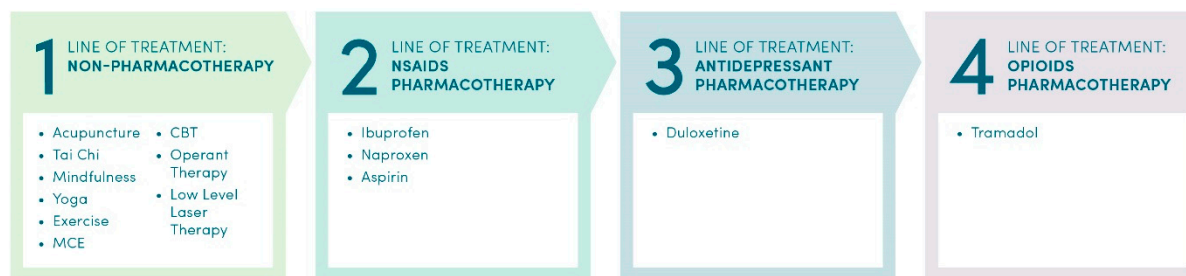 1
LINE OF TREATMENT:
NON-PHARMACOTHERAPY
• Acupuncture
• Tai Chi
• Mindfulness
• Yoga
• Exercise
• MCE
• CBT
• Operant
Therapy
• Low Level
Laser
Therapy
2
LINE OF TREATMENT:
NSAIDS
PHARMACOTHERAPY
• Ibuprofen
• Naproxen
• Aspirin
3
LINE OF TREATMENT:
ANTIDEPRESSANT
PHARMACOTHERAPY
• Duloxetine
4
LINE OF TREATMENT:
OPIOIDS
PHARMACOTHERAPY
• Tramadol